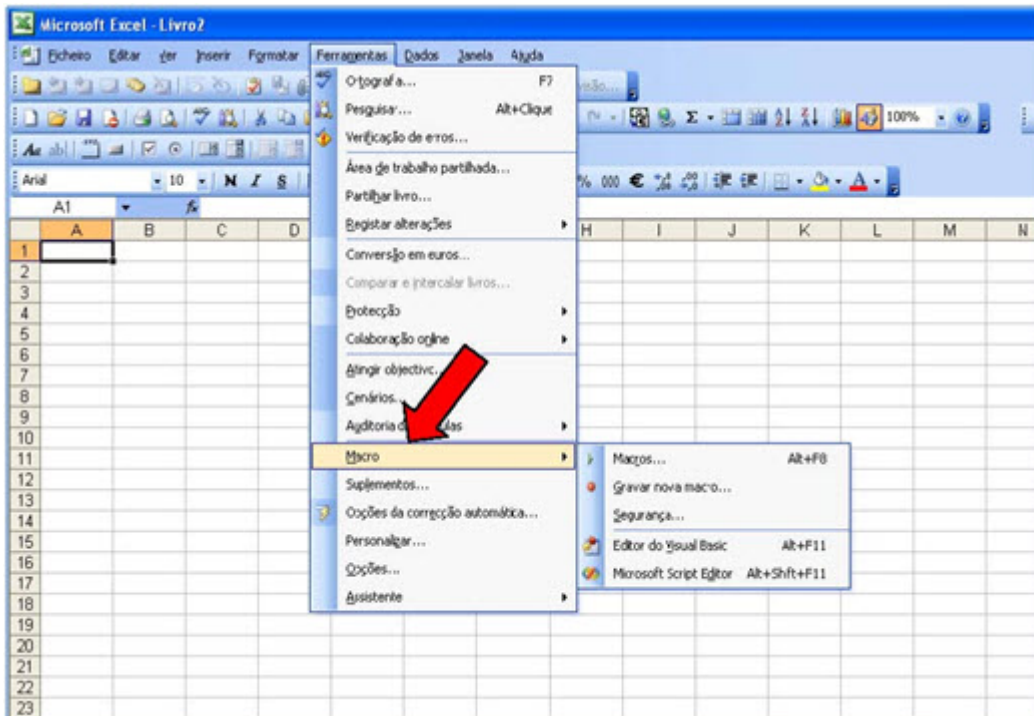 Microsoft Excel - Livro2
Ficheiro Editar Ver Inserir Formatar Ferramentas Dados Janela Ajuda
Ortografia... F7
Pesquisar... Alt+Clique
Verificação de erros...
100%
Área de trabalho partilhada...
Arial 10 N I S % 000 €
Partilhar livro...
A1 fx
Registar alterações
A B C D H I J K L M N
Conversão em euros...
Comparar e intercalar livros...
Protecção
Colaboração online
Atingir objectivo...
Cenários...
Auditoria
Macro
Suplementos...
Opções da correcção automática...
Personalizar...
Opções...
Assistente
Macros... Alt+F8
Gravar nova macro...
Segurança...
Editor do Visual Basic Alt+F11
Microsoft Script Editor Alt+Shft+F11
1
2
3
4
5
6
7
8
9
10
11
12
13
14
15
16
17
18
19
20
21
22
23